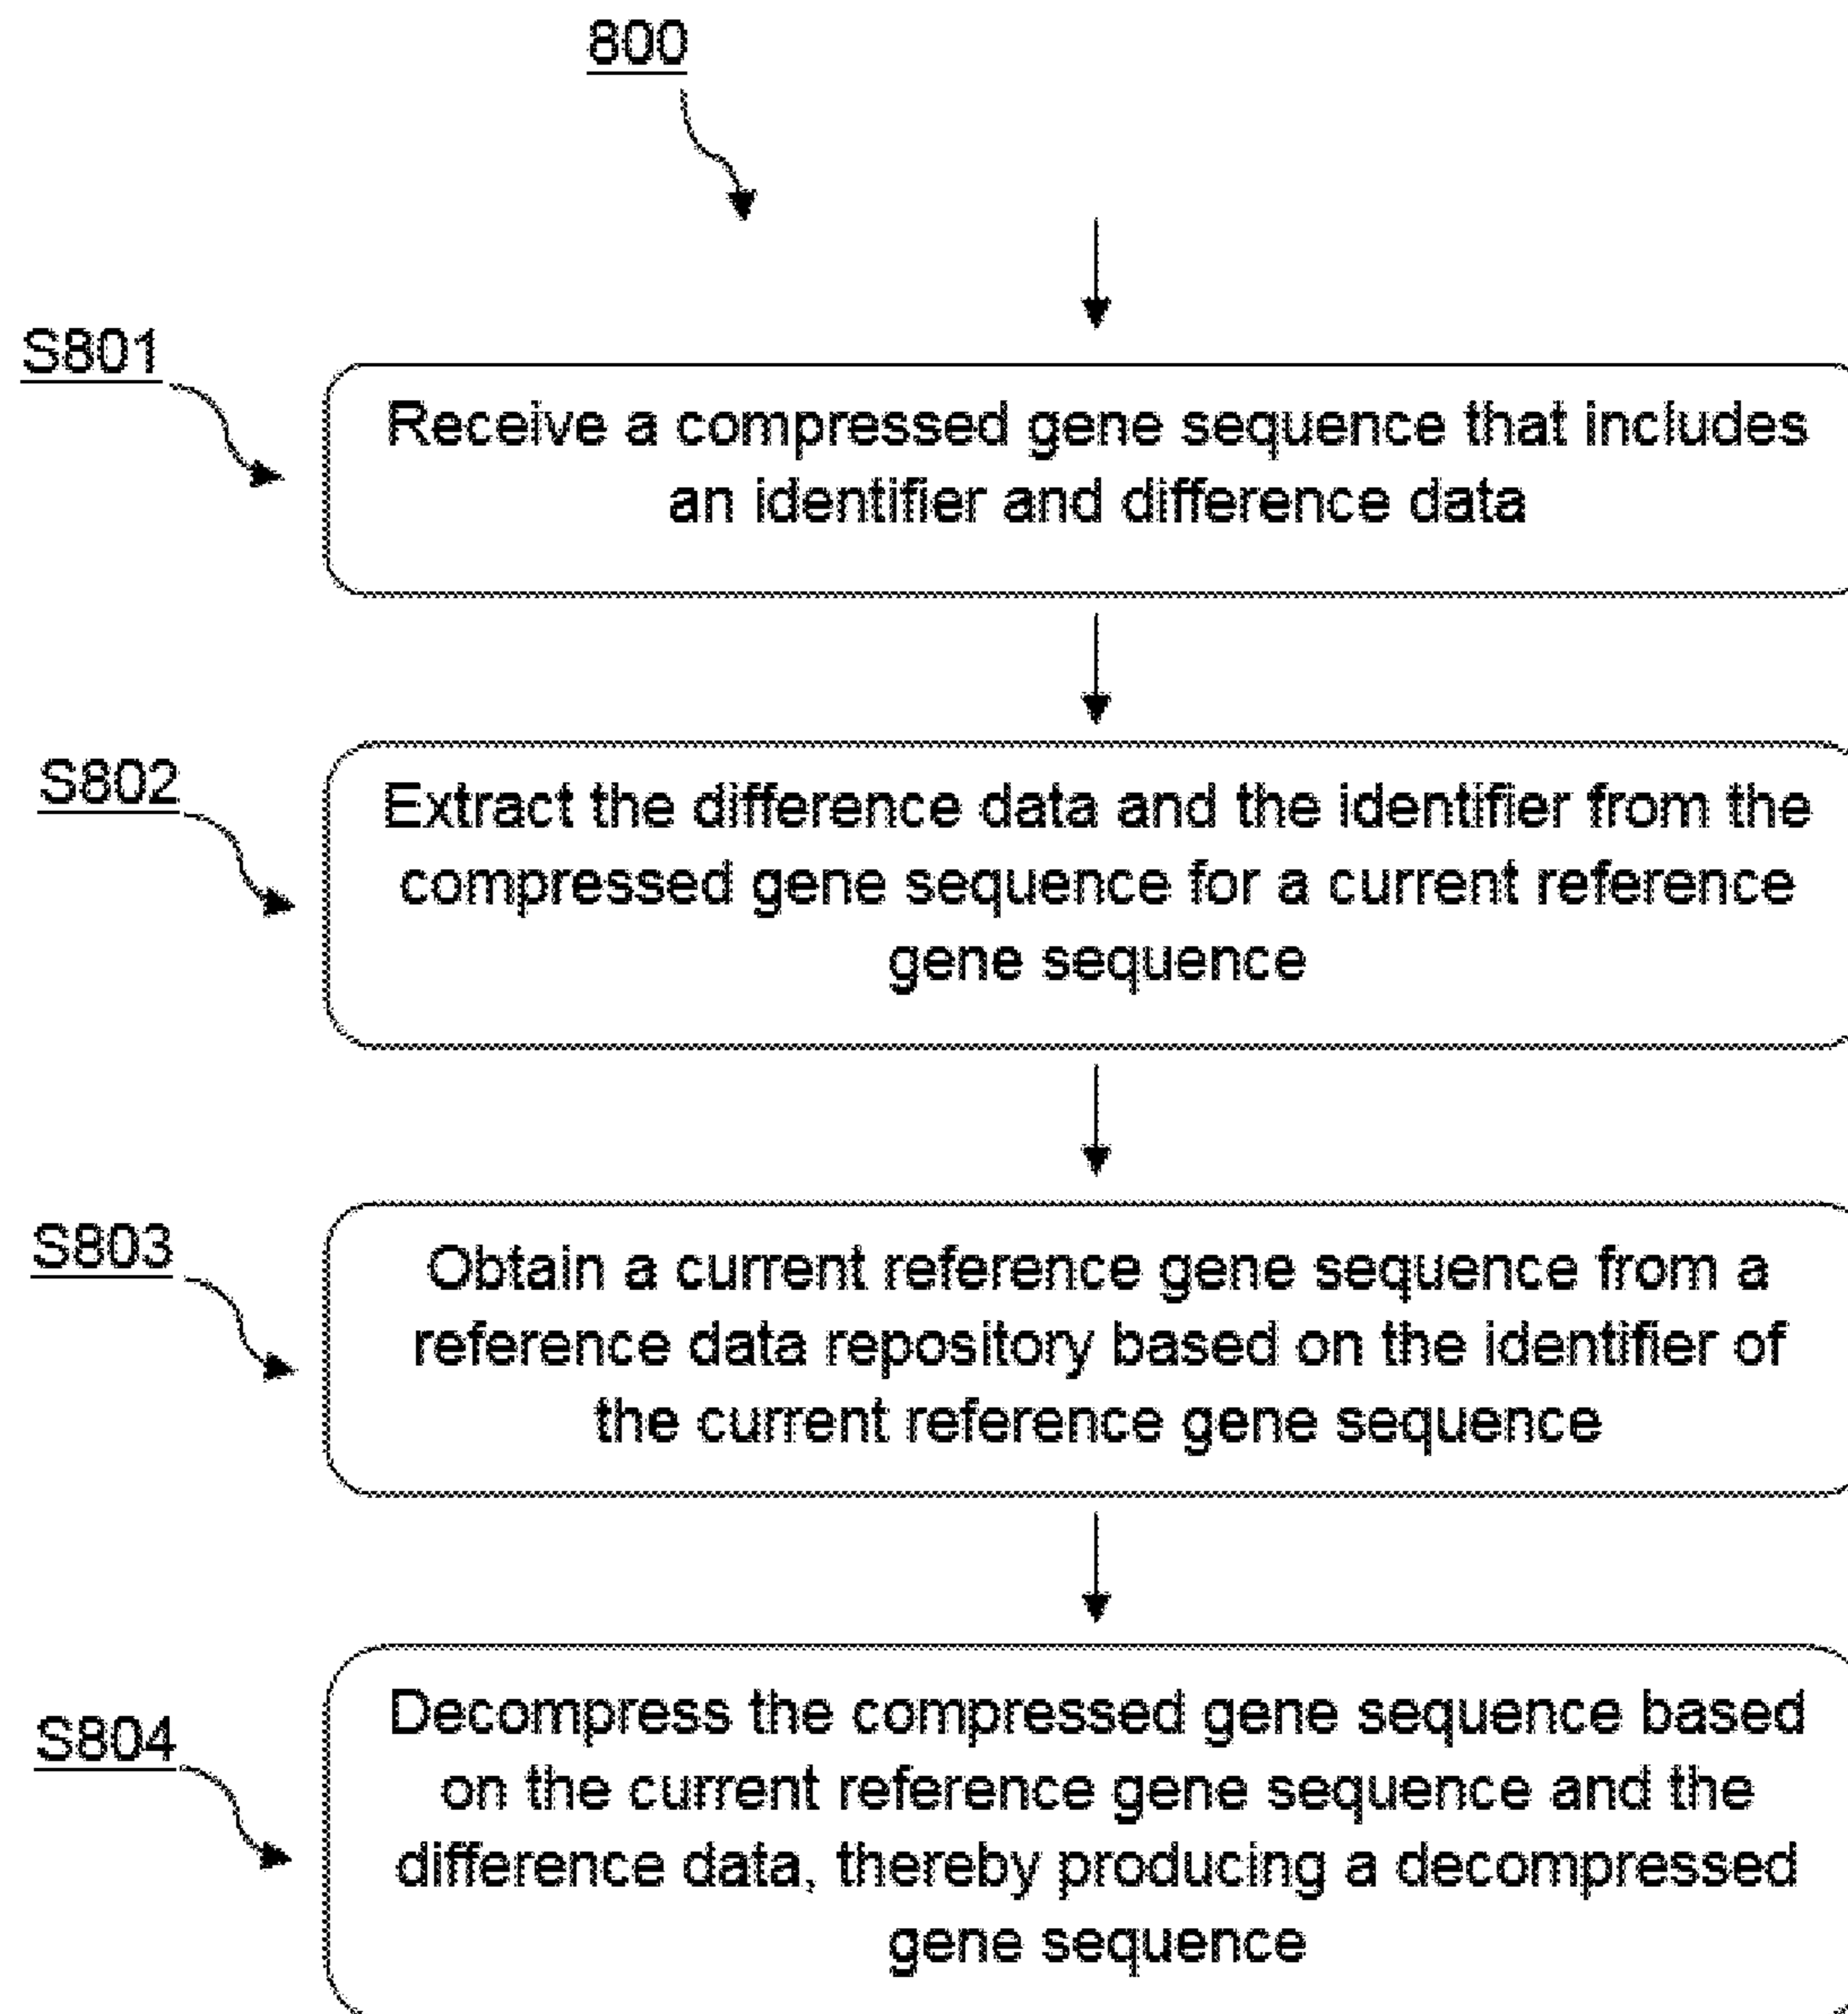 800
S801
Receive a compressed gene sequence that includes
an identifier and difference data
S802
Extract the difference data and the identifier from the
compressed gene sequence for a current reference
gene sequence
S803
Obtain a current reference gene sequence from a
reference data repository based on the identifier of
the current reference gene sequence
S804
Decompress the compressed gene sequence based
on the current reference gene sequence and the
difference data, thereby producing a decompressed
gene sequence